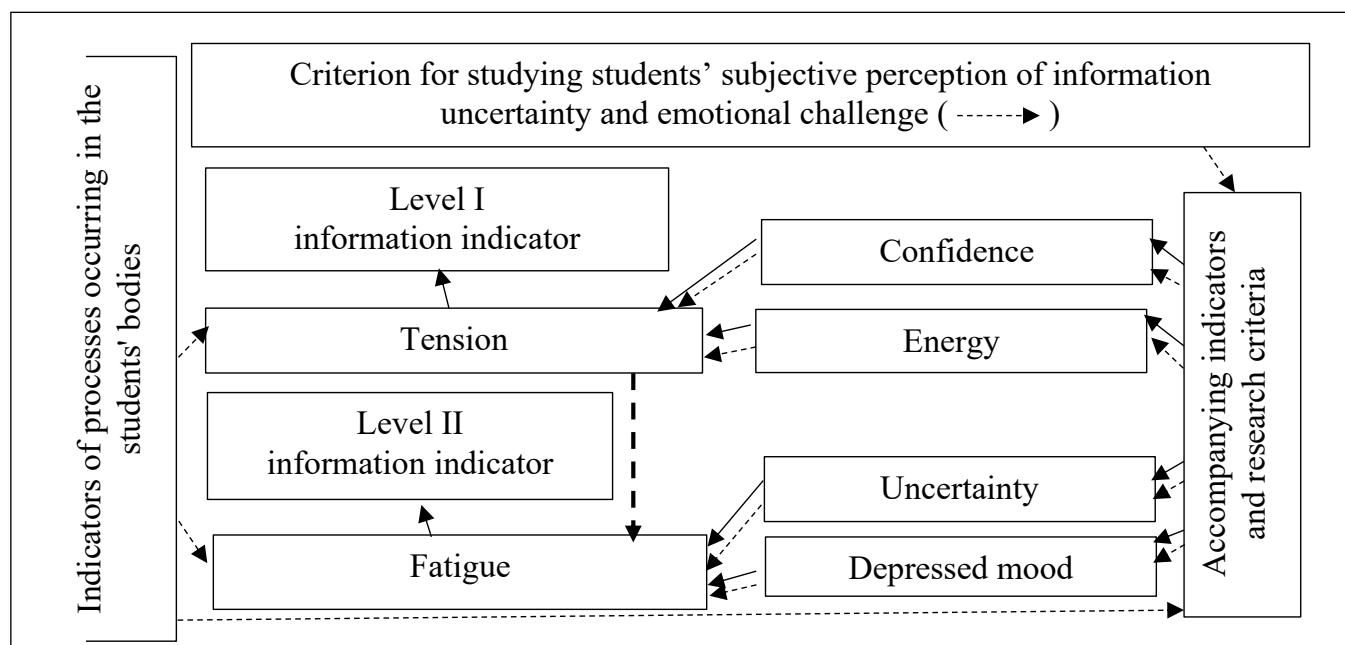 Indicators of processes occurring in the
students' bodies
Criterion for studying students’ subjective perception of information
uncertainty and emotional challenge ( )
Level I
information indicator
Confidence
Tension
Energy
Level II
information indicator
Uncertainty
Fatigue
Depressed mood
Accompanying indicators
and research criteria